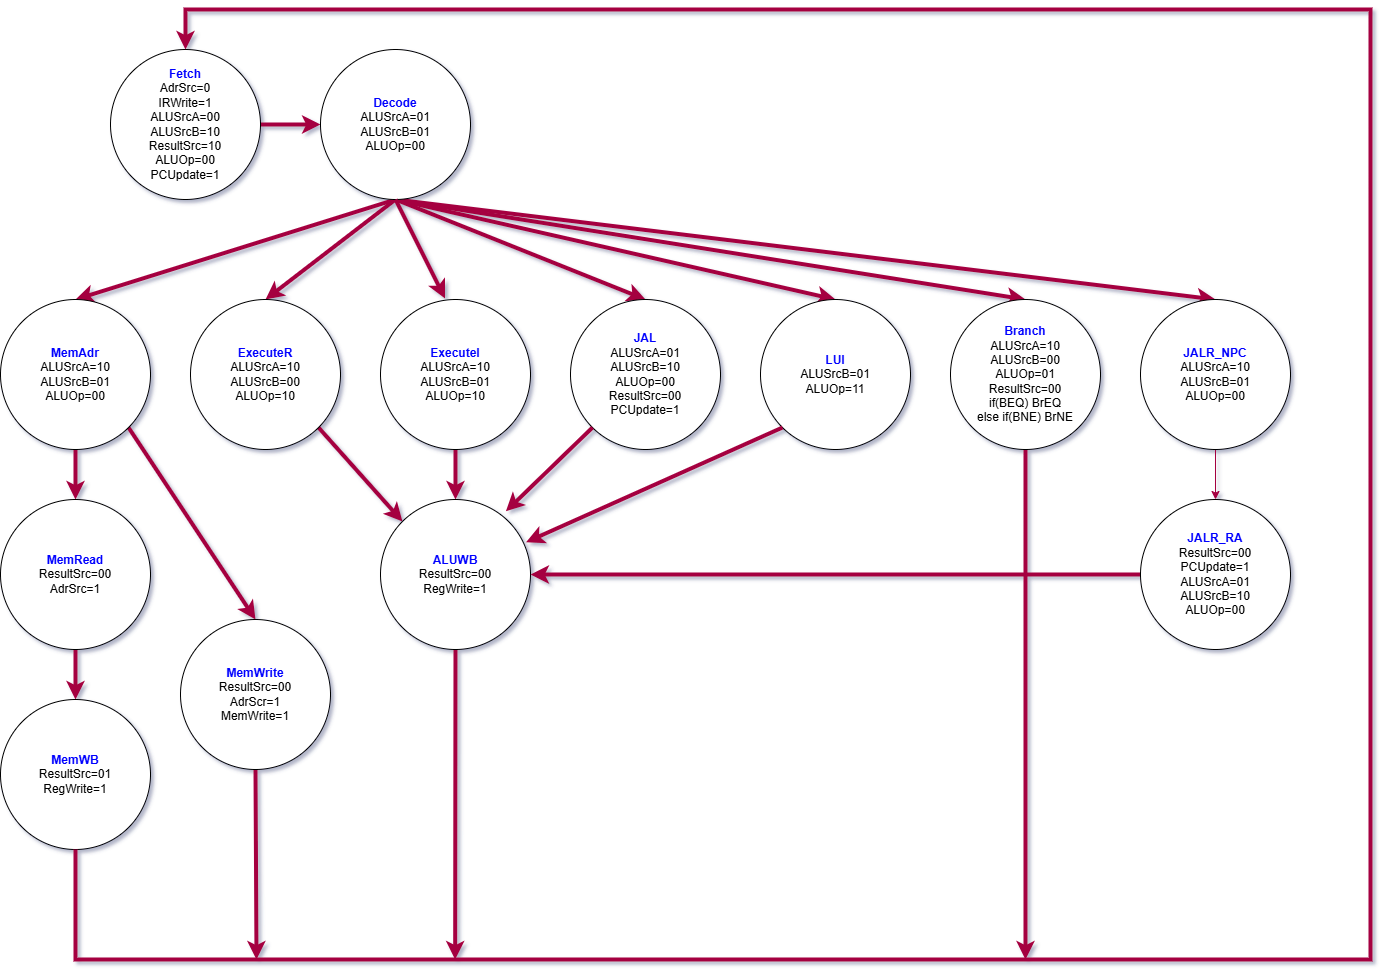 Fetch
AdrSrc=0
IRWrite=1
ALUSrcA=00
ALUSrcB=10
ResultSrc=10
ALUOp=00
PCUpdate=1
Decode
ALUSrcA=01
ALUSrcB=01
ALUOp=00
MemAdr
ALUSrcA=10
ALUSrcB=01
ALUOp=00
ExecuteR
ALUSrcA=10
ALUSrcB=00
ALUOp=10
ExecuteI
ALUSrcA=10
ALUSrcB=01
ALUOp=10
JAL
ALUSrcA=01
ALUSrcB=10
ALUOp=00
ResultSrc=00
PCUpdate=1
LUI
ALUSrcB=01
ALUOp=11
Branch
ALUSrcA=10
ALUSrcB=00
ALUOp=01
ResultSrc=00
if(BEQ) BrEQ
else if(BNE) BrNE
JALR_NPC
ALUSrcA=10
ALUSrcB=01
ALUOp=00
MemRead
ResultSrc=00
AdrSrc=1
ALUWB
ResultSrc=00
RegWrite=1
JALR_RA
ResultSrc=00
PCUpdate=1
ALUSrcA=01
ALUSrcB=10
ALUOp=00
MemWrite
ResultSrc=00
AdrScr=1
MemWrite=1
MemWB
ResultSrc=01
RegWrite=1